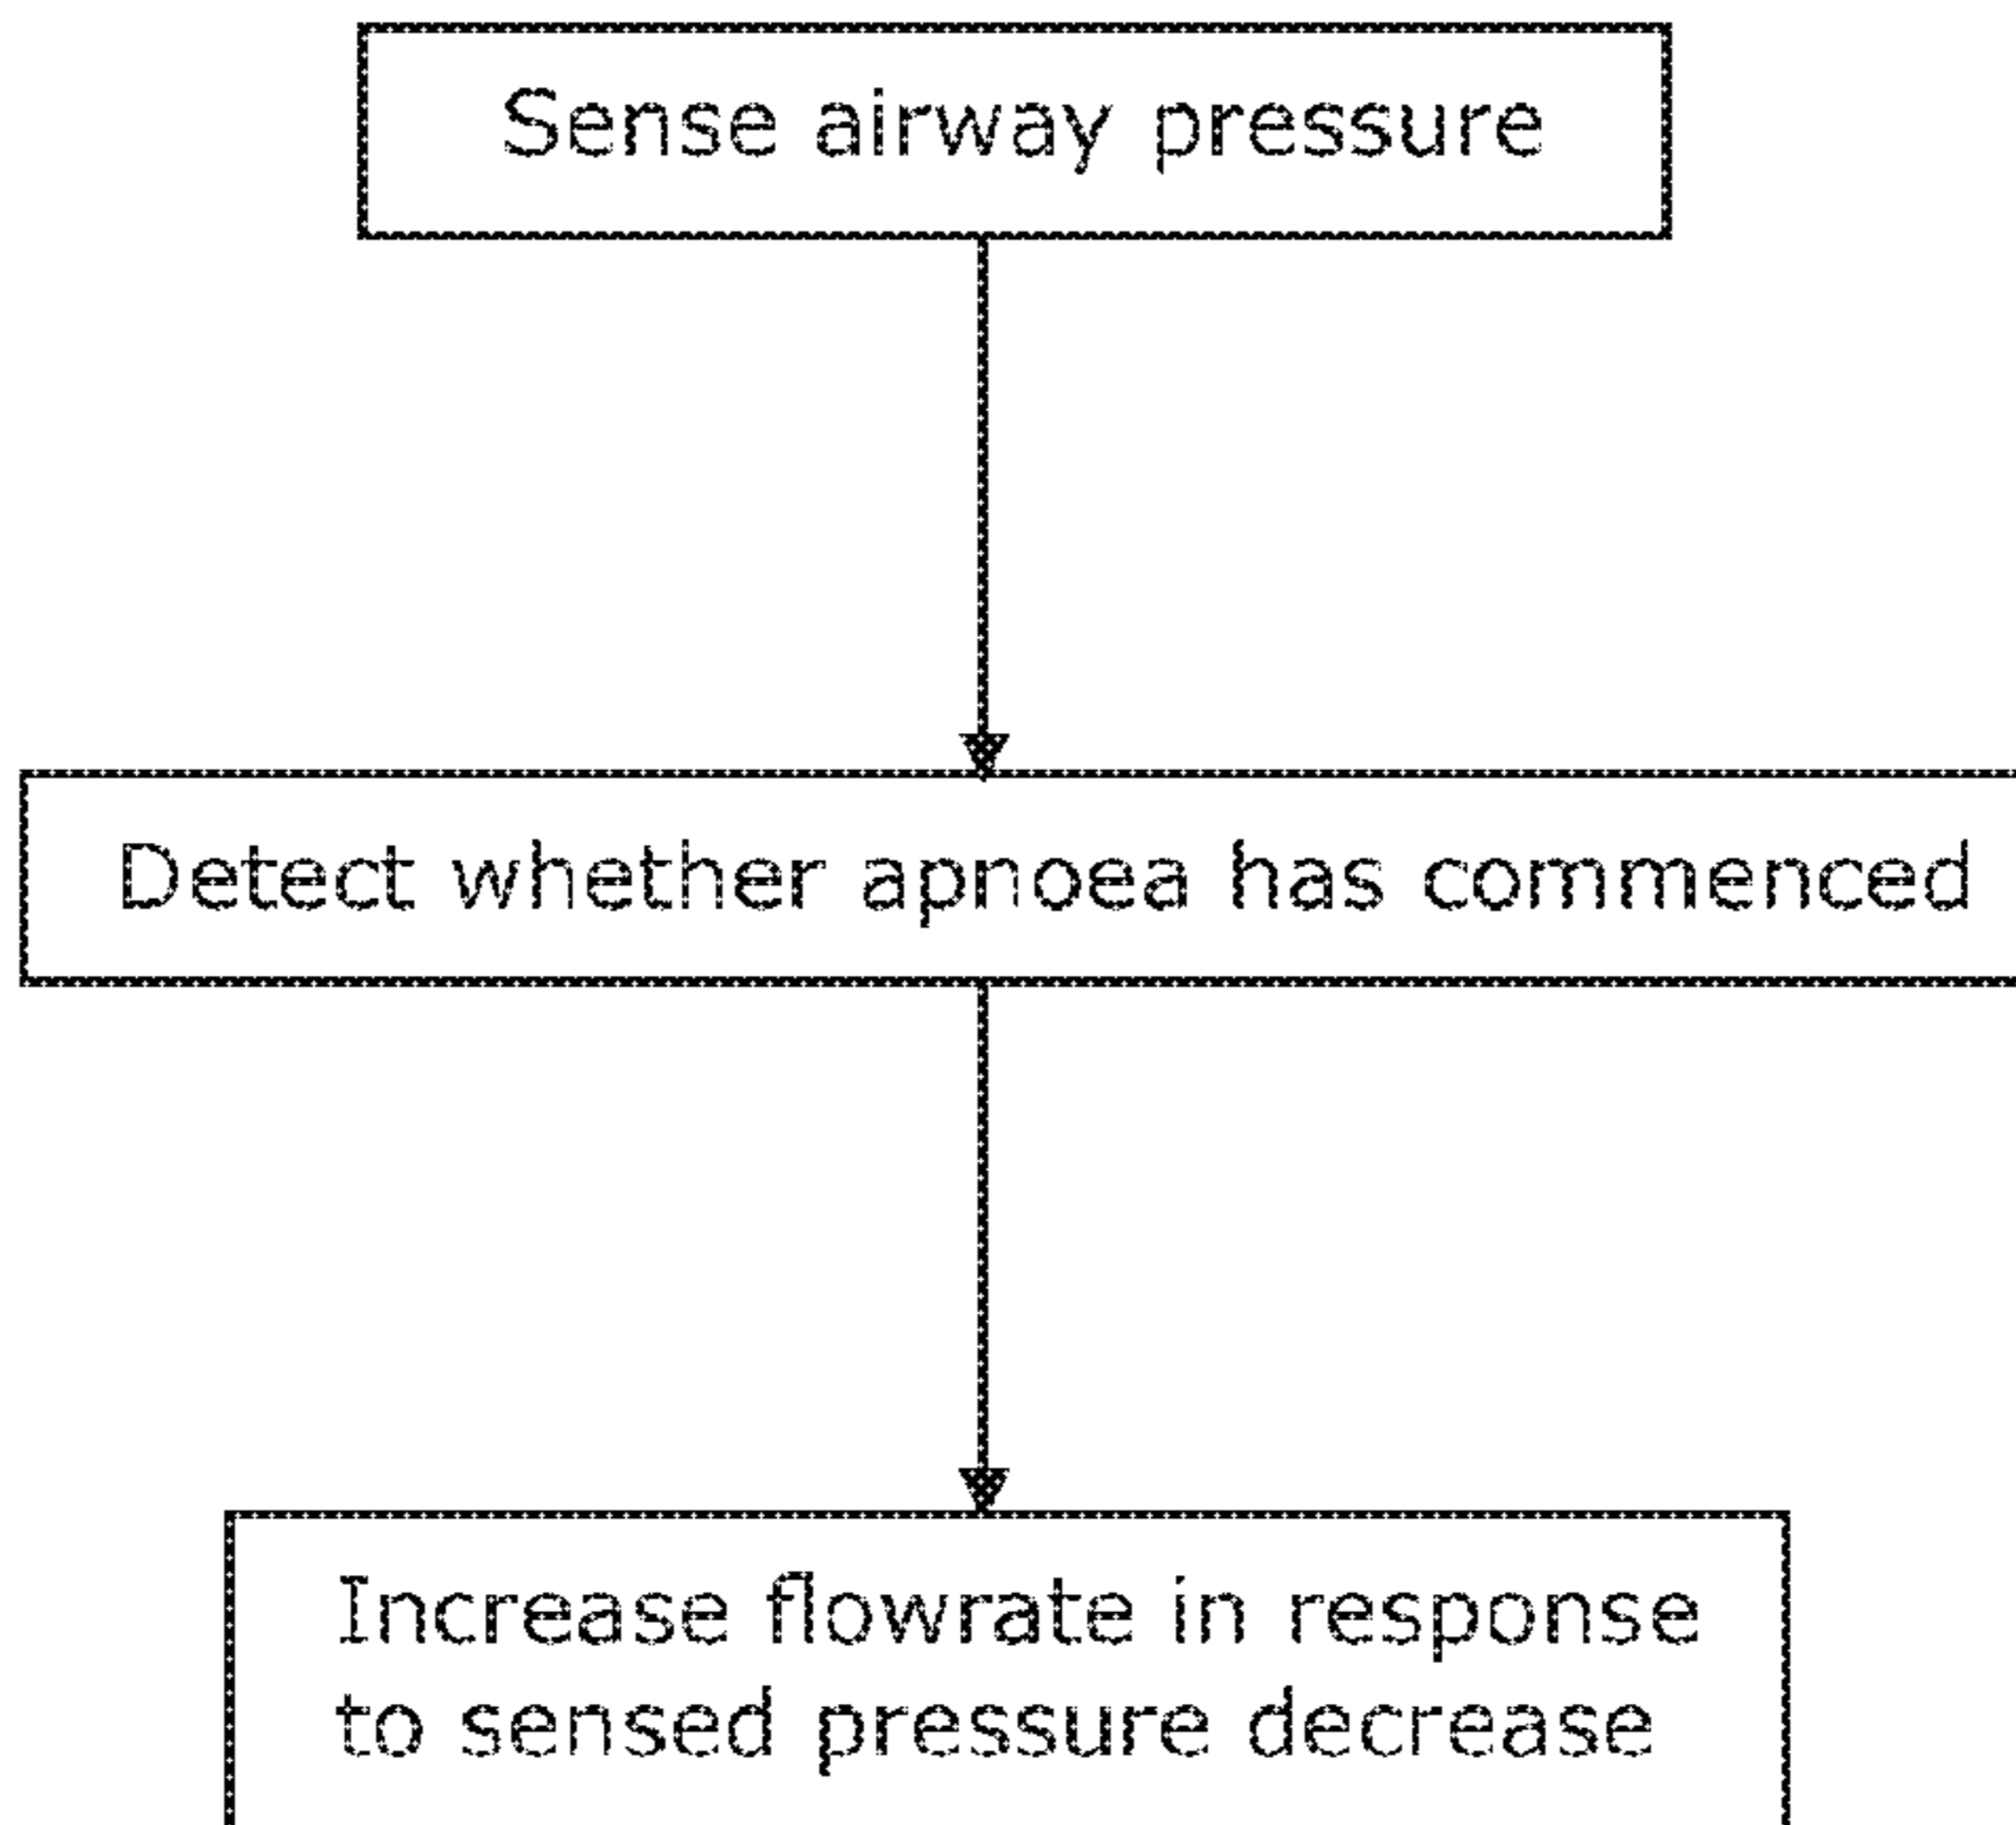 Sense airway pressure
Detect whether apnoea has commenced
Increase flowrate in response
to sensed pressure decrease